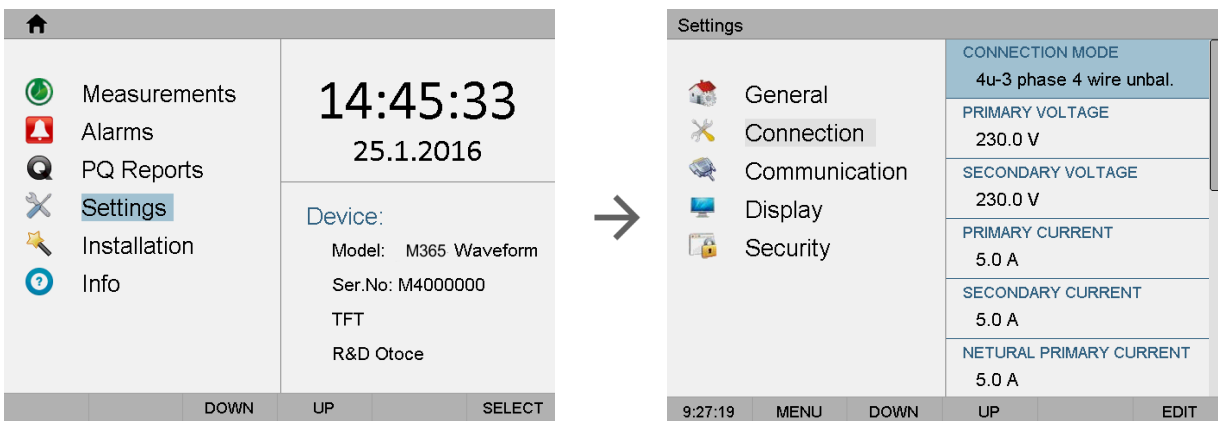 Measurements
Alarms
PQ Reports
Settings
Installation
Info
14:45:33
25.1.2016
Device:
Model: M365 Waveform
Ser.No: M4000000
TFT
R&D Otoce
DOWN UP SELECT
Settings
General
Connection
Communication
Display
Security
CONNECTION MODE
4u-3 phase 4 wire unbal.
PRIMARY VOLTAGE
230.0 V
SECONDARY VOLTAGE
230.0 V
PRIMARY CURRENT
5.0 A
SECONDARY CURRENT
5.0 A
NETURAL PRIMARY CURRENT
5.0 A
9:27:19 MENU DOWN UP EDIT